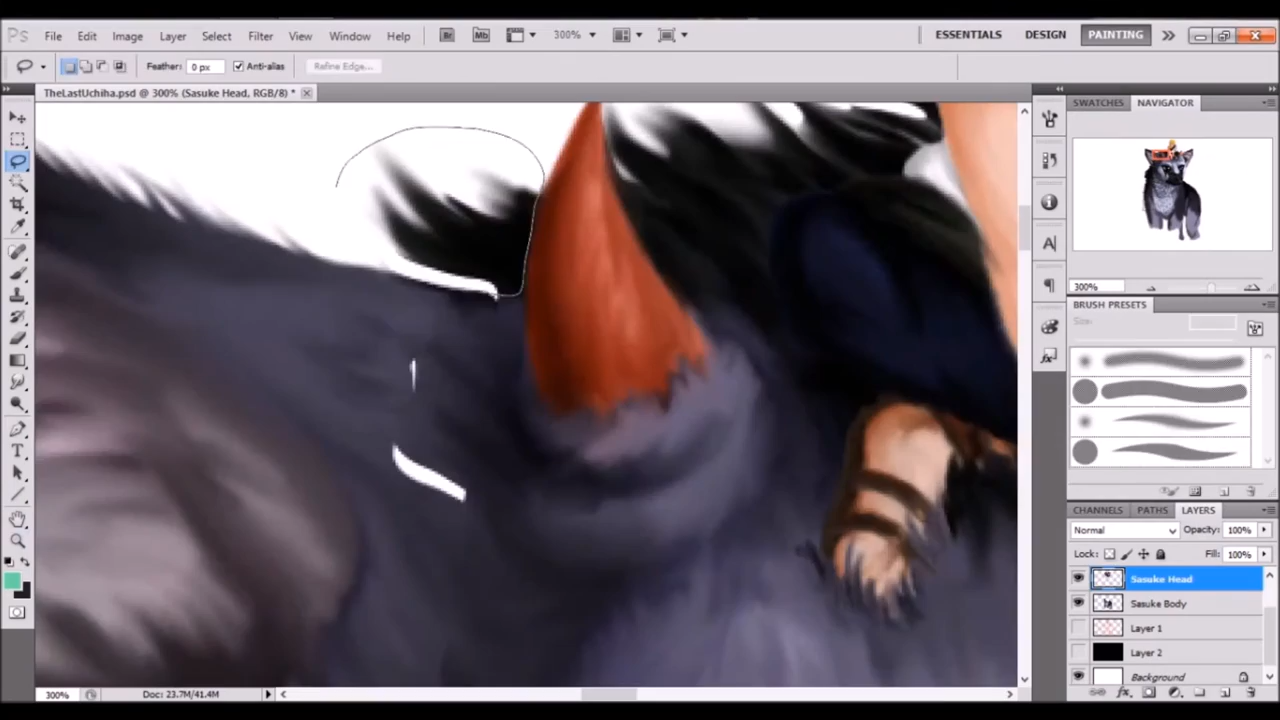 Ps File Edit Image Layer Select Filter View Window Help Br Mb 300% ESSENTIALS DESIGN PAINTING
Feather: 0 px Anti-alias Refine Edge...
TheLastUchiha.psd @ 300% (Sasuke Head, RGB/8) *
SWATCHES NAVIGATOR
300%
BRUSH PRESETS
Size:
CHANNELS PATHS LAYERS
Normal Opacity: 100%
Lock: Fill: 100%
Sasuke Head
Sasuke Body
Layer 1
Layer 2
Background
300% Doc: 23.7M/41.4M